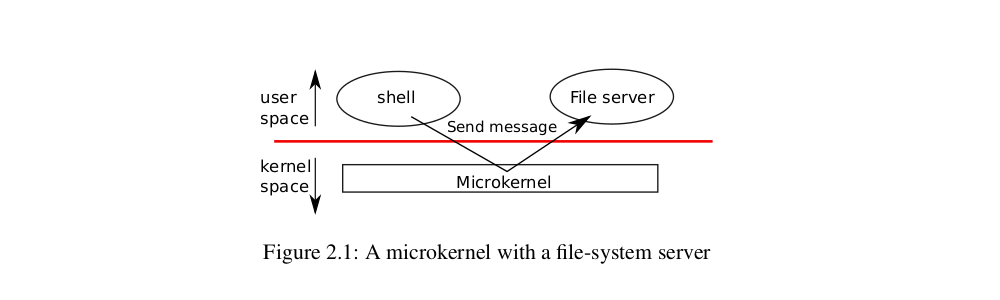 user
space
shell
File server
Send message
kernel
space
Microkernel
Figure 2.1: A microkernel with a file-system server